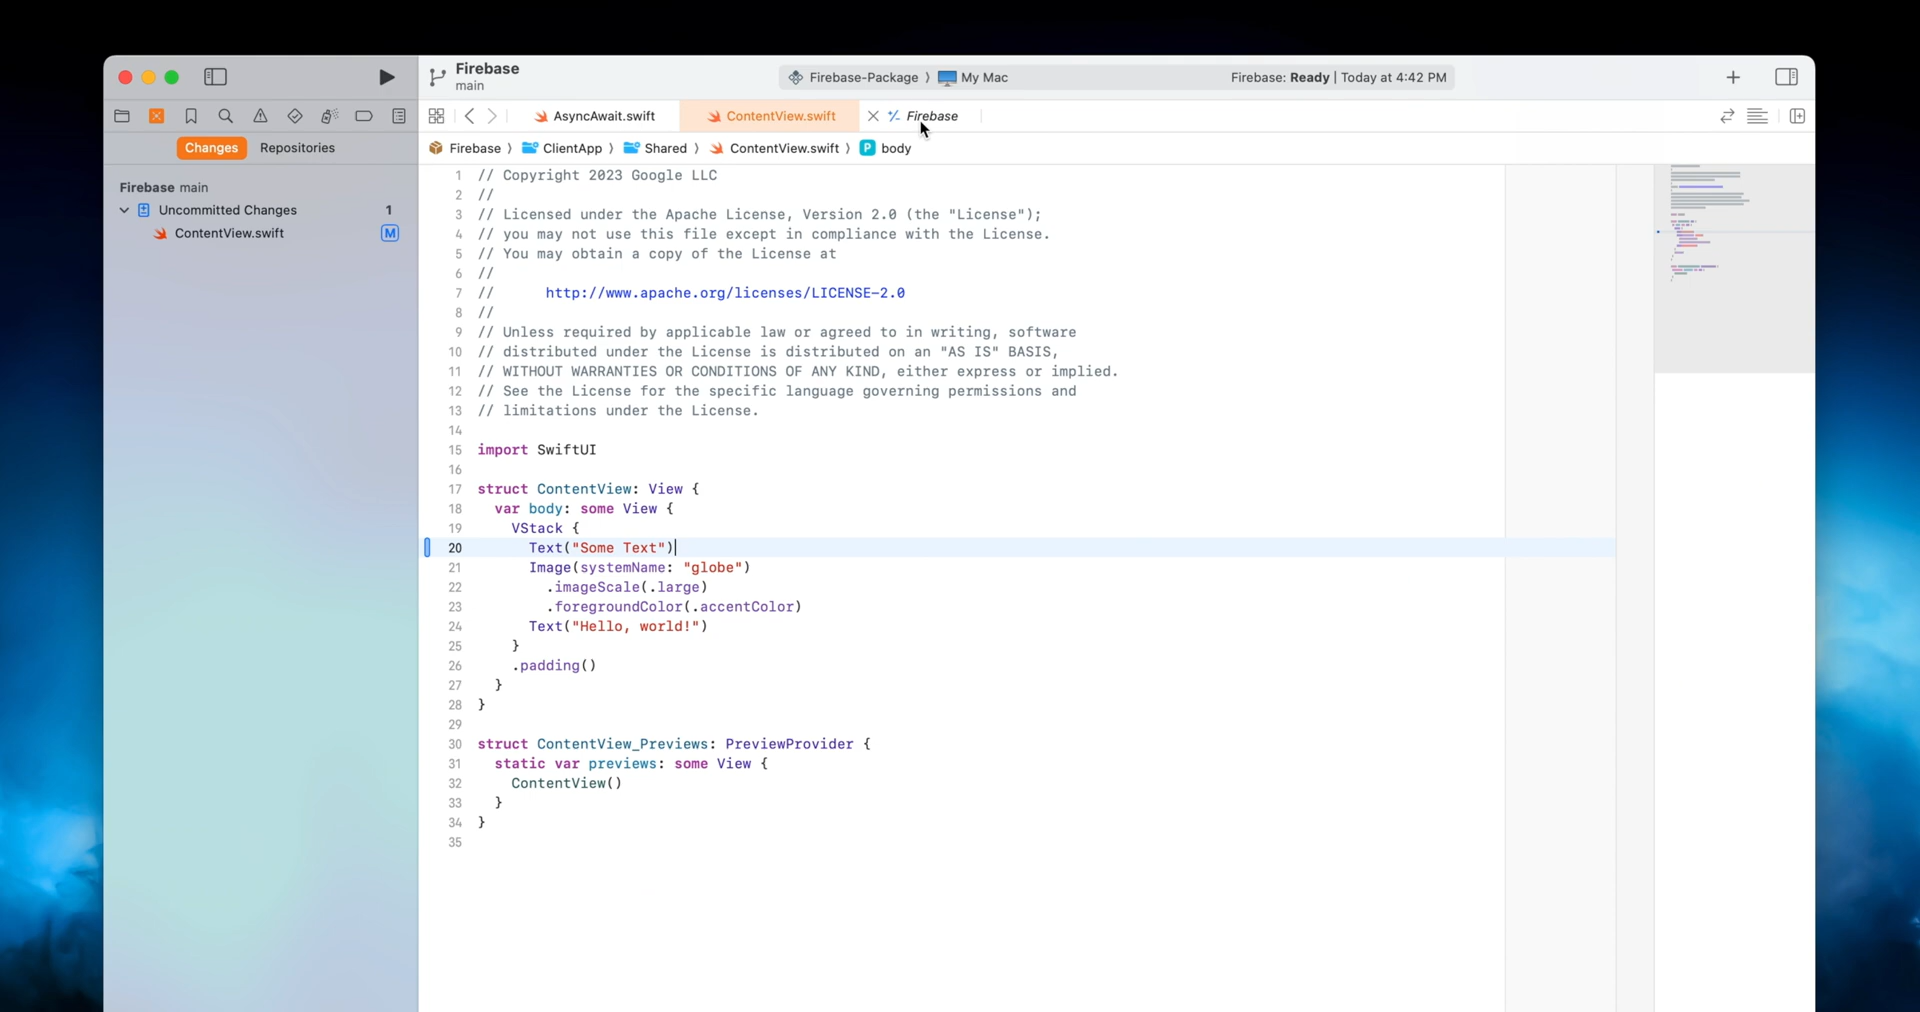 Firebase
main
Firebase-Package ⟩ My Mac
Firebase: Ready | Today at 4:42 PM
AsyncAwait.swift
ContentView.swift
Firebase
Changes
Repositories
Firebase ⟩ ClientApp ⟩ Shared ⟩ ContentView.swift ⟩ P body
Firebase main
Uncommitted Changes 1
ContentView.swift M
1 // Copyright 2023 Google LLC
2 //
3 // Licensed under the Apache License, Version 2.0 (the "License");
4 // you may not use this file except in compliance with the License.
5 // You may obtain a copy of the License at
6 //
7 //      http://www.apache.org/licenses/LICENSE-2.0
8 //
9 // Unless required by applicable law or agreed to in writing, software
10 // distributed under the License is distributed on an "AS IS" BASIS,
11 // WITHOUT WARRANTIES OR CONDITIONS OF ANY KIND, either express or implied.
12 // See the License for the specific language governing permissions and
13 // limitations under the License.
14
15 import SwiftUI
16
17 struct ContentView: View {
18   var body: some View {
19     VStack {
20       Text("Some Text")
21       Image(systemName: "globe")
22         .imageScale(.large)
23         .foregroundColor(.accentColor)
24       Text("Hello, world!")
25     }
26     .padding()
27   }
28 }
29
30 struct ContentView_Previews: PreviewProvider {
31   static var previews: some View {
32     ContentView()
33   }
34 }
35